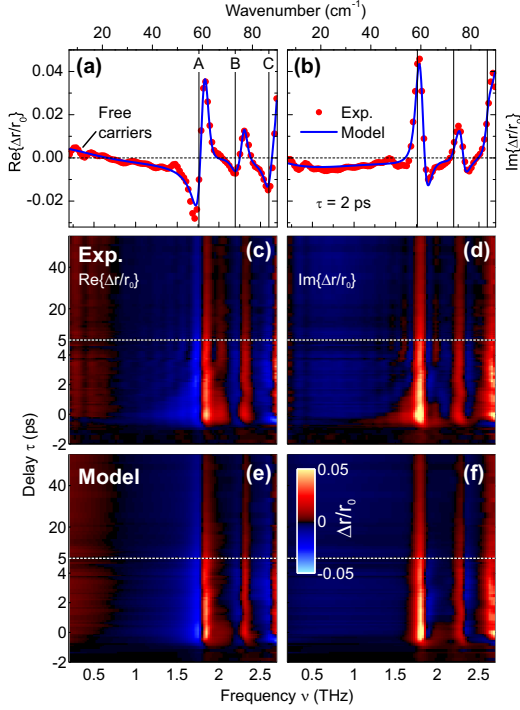 Wavenumber (cm⁻¹)
20 40 60 80 20 40 60 80
(a) A B C (b)
0.04
0.02
0.00
-0.02
Re{Δr/r₀}
Free
carriers
Exp.
Model
τ = 2 ps
Im{Δr/r₀}
Exp. (c) (d)
Re{Δr/r₀} Im{Δr/r₀}
40
20
5
4
2
0
-2
Delay τ (ps)
Model (e) (f)
0.05
0
-0.05
Δr/r₀
40
20
5
4
2
0
-2
0.5 1 1.5 2 2.5 0.5 1 1.5 2 2.5
Frequency ν (THz)